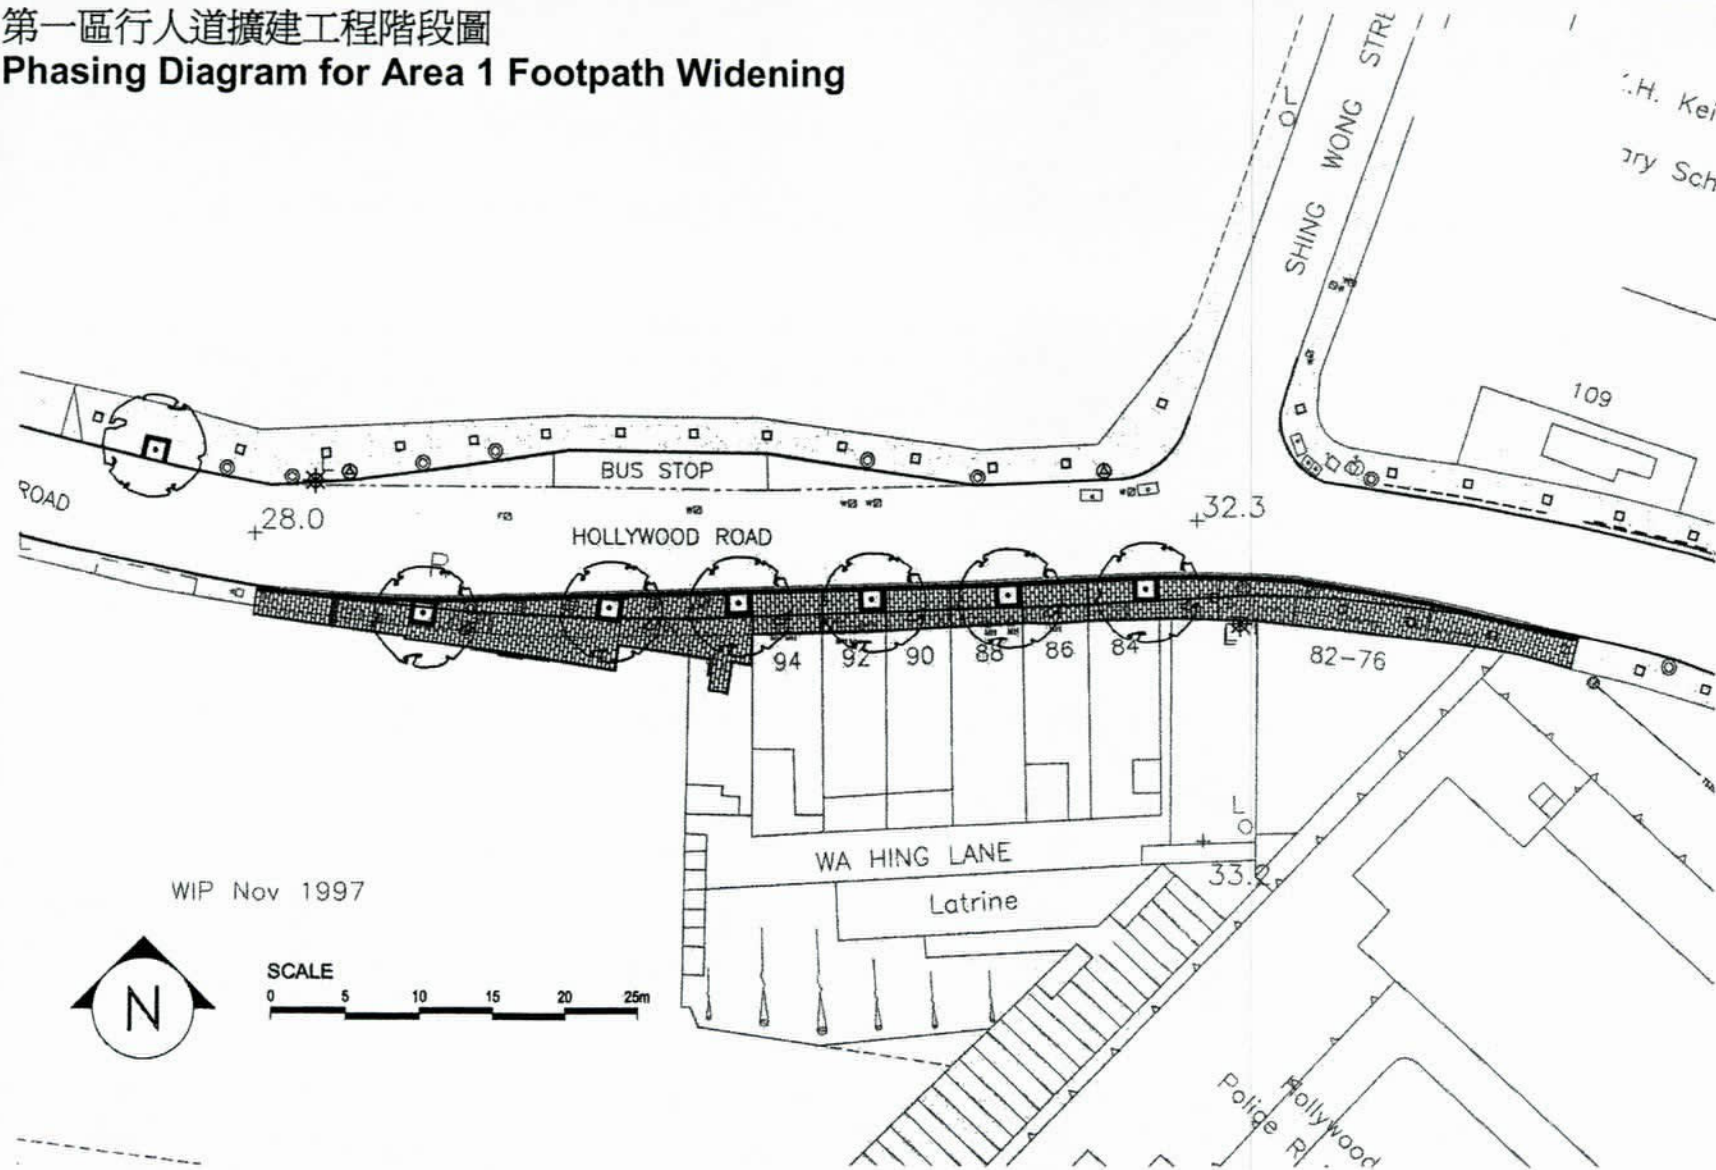 第一區行人道擴建工程階段圖
Phasing Diagram for Area 1 Footpath Widening
SHING WONG
109
BUS STOP
ROAD
28.0
32.3
HOLLYWOOD ROAD
94 92 90 88 86 84
82-76
L
WA HING LANE
33.2
Latrine
WIP Nov 1997
N
SCALE
0 5 10 15 20 25m
Hollywood
Police